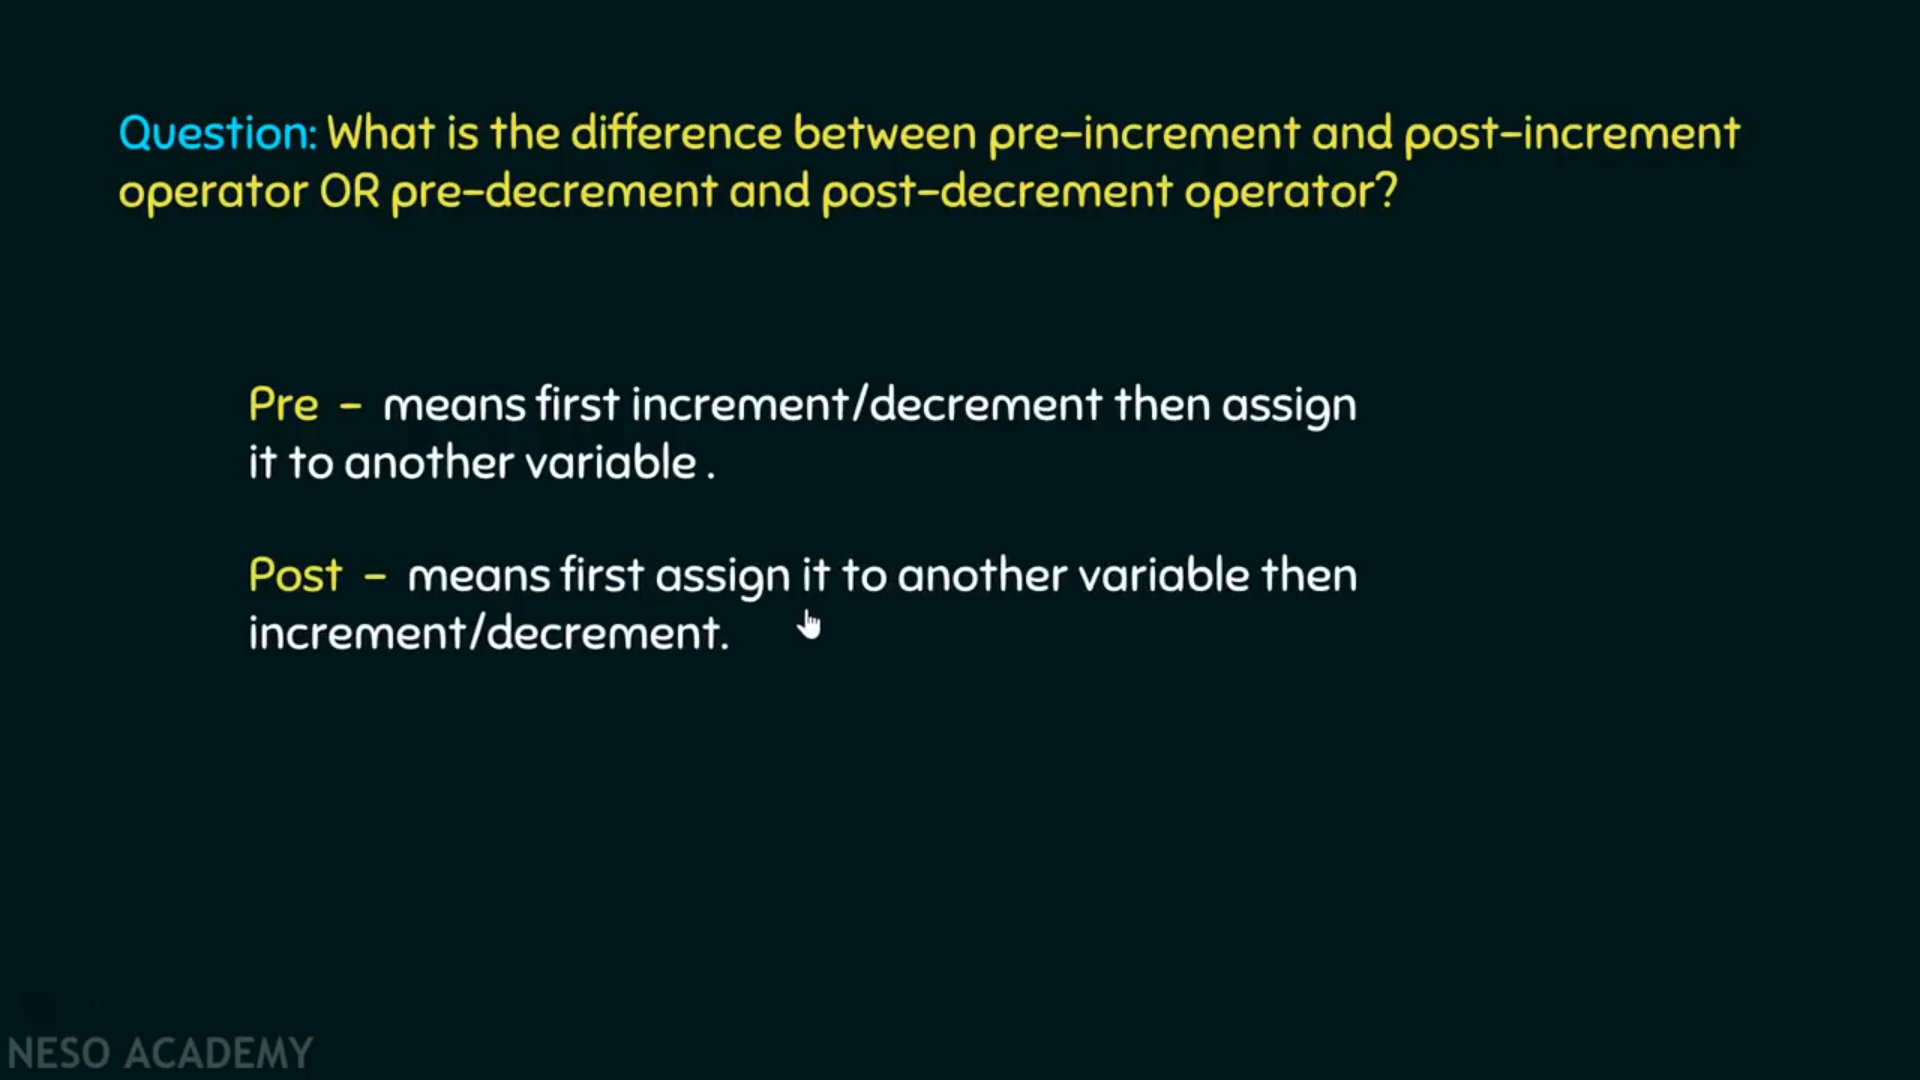 Question: What is the difference between pre-increment and post-increment
operator OR pre-decrement and post-decrement operator?
Pre - means first increment/decrement then assign
it to another variable .
Post - means first assign it to another variable then
increment/decrement.
NESO ACADEMY